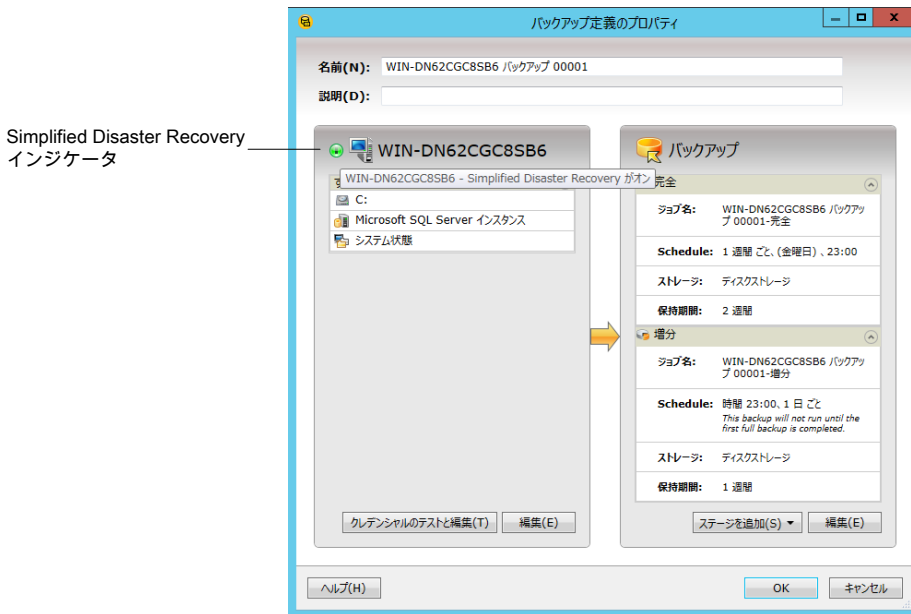 バックアップ定義のプロパティ
名前(N): WIN-DN62CGC8SB6 バックアップ 00001
説明(D):
Simplified Disaster Recovery
インジケータ
WIN-DN62CGC8SB6
WIN-DN62CGC8SB6 - Simplified Disaster Recovery がオン
す
C:
Microsoft SQL Server インスタンス
システム状態
クレデンシャルのテストと編集(T)
編集(E)
バックアップ
完全
ジョブ名: WIN-DN62CGC8SB6 バックアッ
プ 00001-完全
Schedule: 1 週間 ごと、(金曜日) 、23:00
ストレージ: ディスクストレージ
保持期間: 2 週間
増分
ジョブ名: WIN-DN62CGC8SB6 バックアッ
プ 00001-増分
Schedule: 時間 23:00、1 日 ごと
This backup will not run until the
first full backup is completed.
ストレージ: ディスクストレージ
保持期間: 1 週間
ステージを追加(S)
編集(E)
ヘルプ(H)
OK
キャンセル